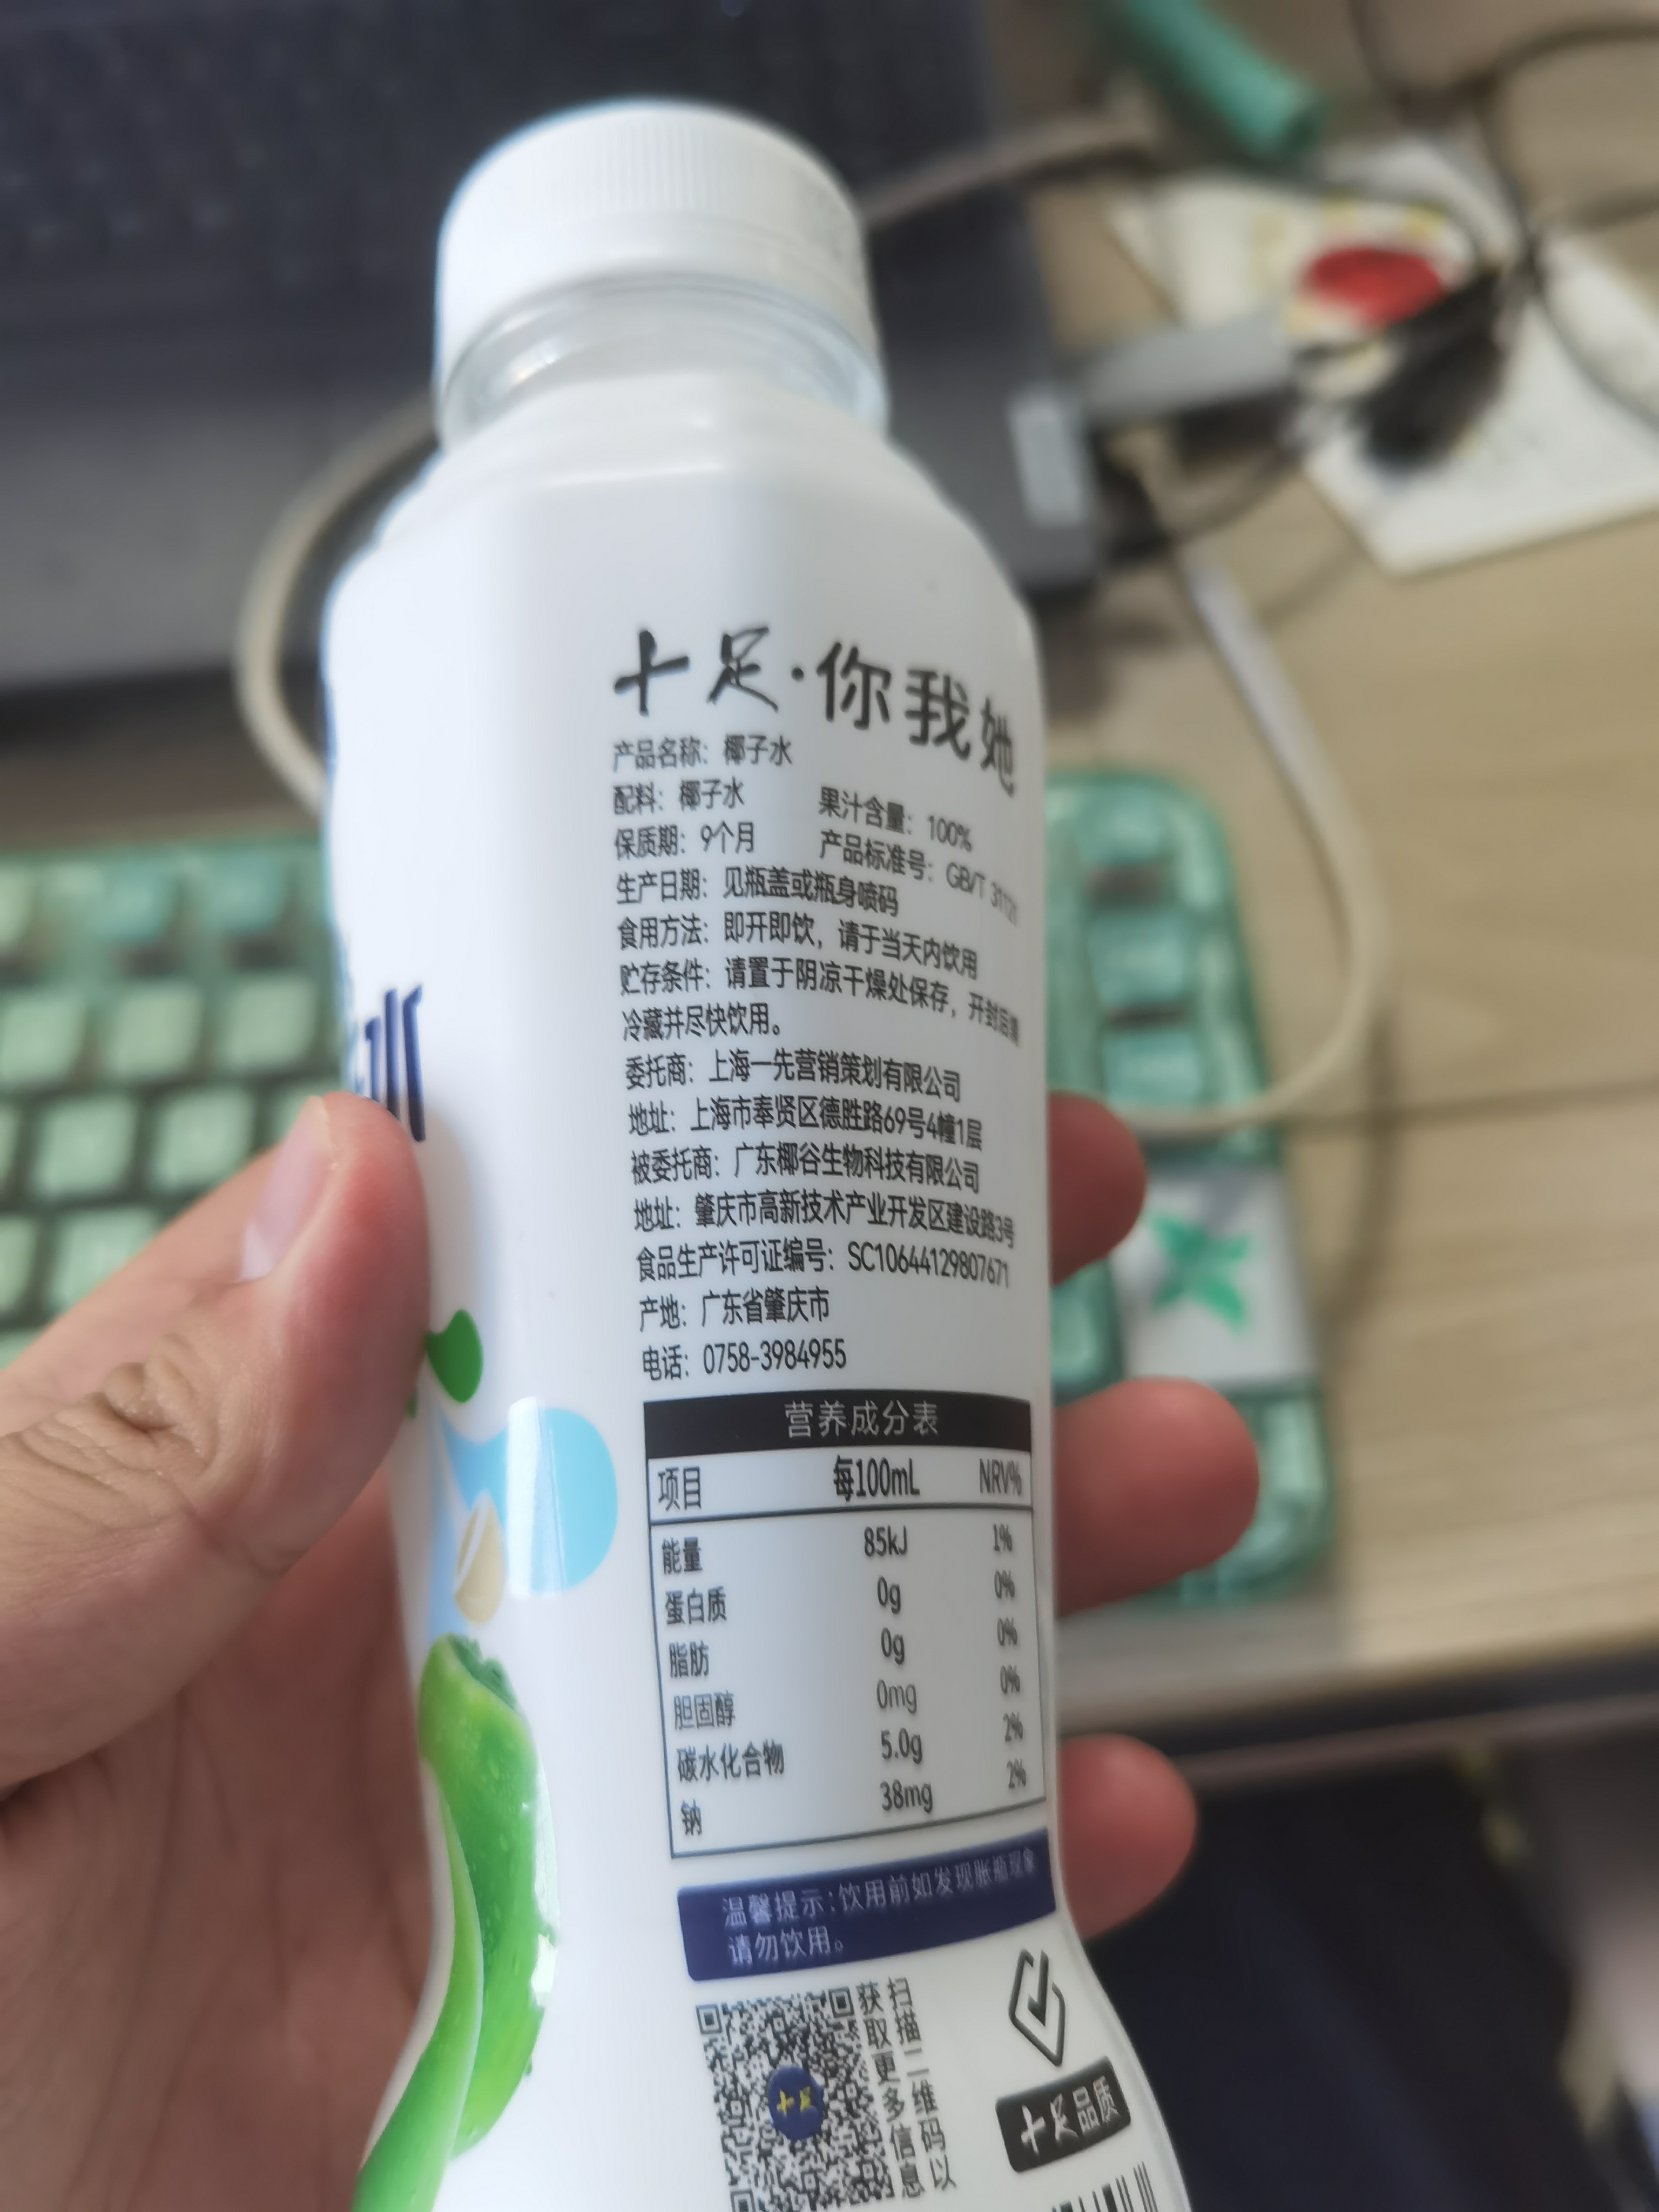 十足·你我她
产品名称：椰子水
配料：椰子水 果汁含量：100%
保质期：9个月 产品标准号：GB/T 31121
生产日期：见瓶盖或瓶身喷码
食用方法：即开即饮，请于当天内饮用
贮存条件：请置于阴凉干燥处保存，开封后需
冷藏并尽快饮用。
委托商：上海一先营销策划有限公司
地址：上海市奉贤区德胜路69号4幢1层
被委托商：广东椰谷生物科技有限公司
地址：肇庆市高新技术产业开发区建设路3号
食品生产许可证编号：SC10644129807671
产地：广东省肇庆市
电话：0758-3984955
营养成分表
项目 每100mL NRV%
能量 85kJ 1%
蛋白质 0g 0%
脂肪 0g 0%
胆固醇 0mg 0%
碳水化合物 5.0g 2%
钠 38mg 2%
温馨提示：饮用前如发现胀瓶现象
请勿饮用。
扫描二维码以
获取更多信息
十足
十足品质